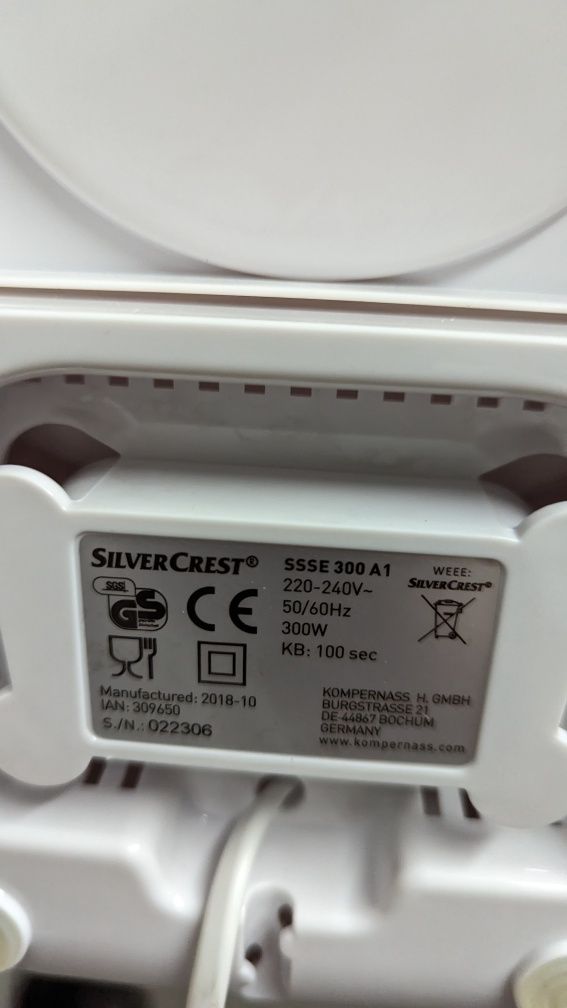 SILVERCREST®
SGS
GS
CE
SSSE 300 A1
220-240V~
50/60Hz
300W
KB: 100 sec
WEEE:
SILVERCREST®
Manufactured: 2018-10
IAN: 309650
S./N.: 022306
KOMPERNASS H. GMBH
BURGSTRASSE 21
DE-44867 BOCHUM
GERMANY
www.kompernass.com